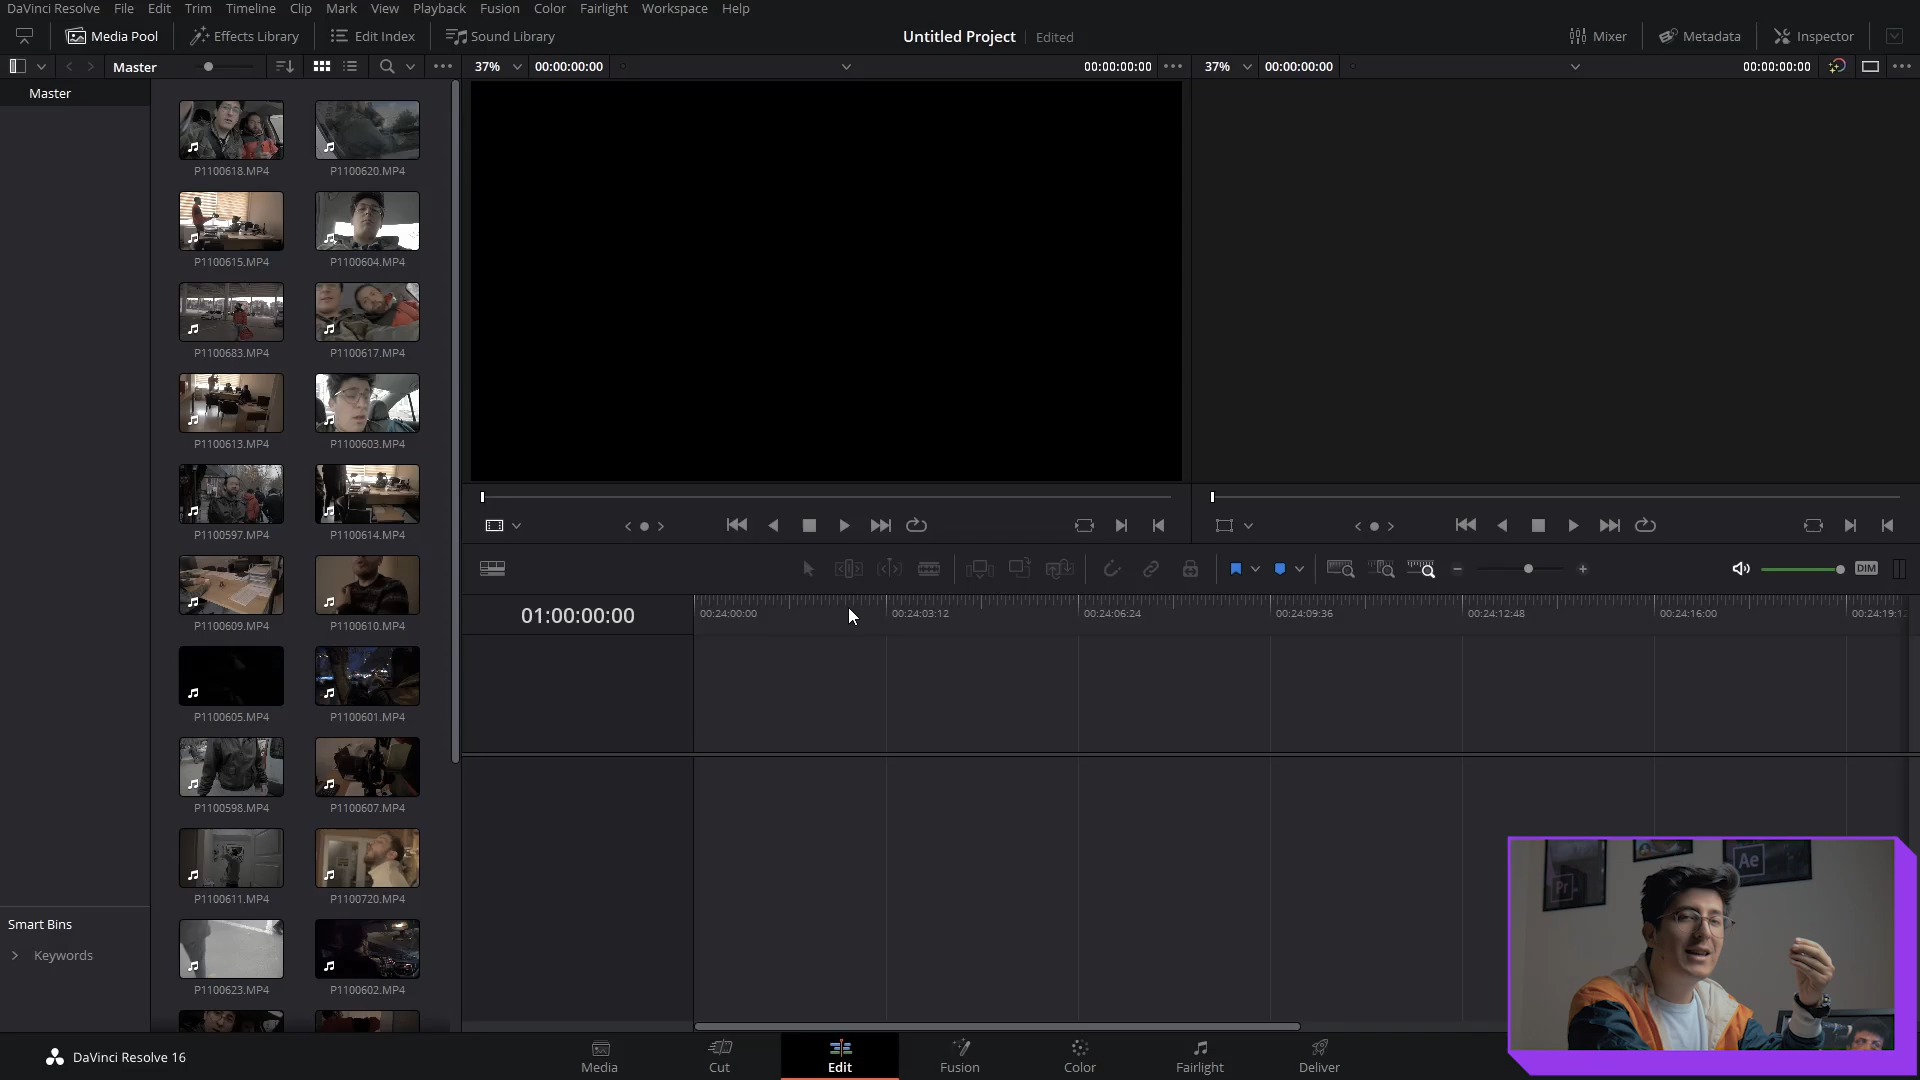 DaVinci Resolve File Edit Trim Timeline Clip Mark View Playback Fusion Color Fairlight Workspace Help
Media Pool Effects Library Edit Index Sound Library Untitled Project Edited Mixer Metadata Inspector
Master 37% 00:00:00:00 00:00:00:00 37% 00:00:00:00 00:00:00:00
Master
P1100618.MP4 P1100620.MP4
P1100615.MP4 P1100604.MP4
P1100683.MP4 P1100617.MP4
P1100613.MP4 P1100603.MP4
P1100597.MP4 P1100614.MP4
P1100609.MP4 P1100610.MP4
P1100605.MP4 P1100601.MP4
P1100598.MP4 P1100607.MP4
P1100611.MP4 P1100720.MP4
P1100623.MP4 P1100602.MP4
DIM
01:00:00:00 00:24:00:00 00:24:03:12 00:24:06:24 00:24:09:36 00:24:12:48 00:24:16:00
Smart Bins
Keywords
Pr
Ae
DaVinci Resolve 16
Media Cut Edit Fusion Color Fairlight Deliver